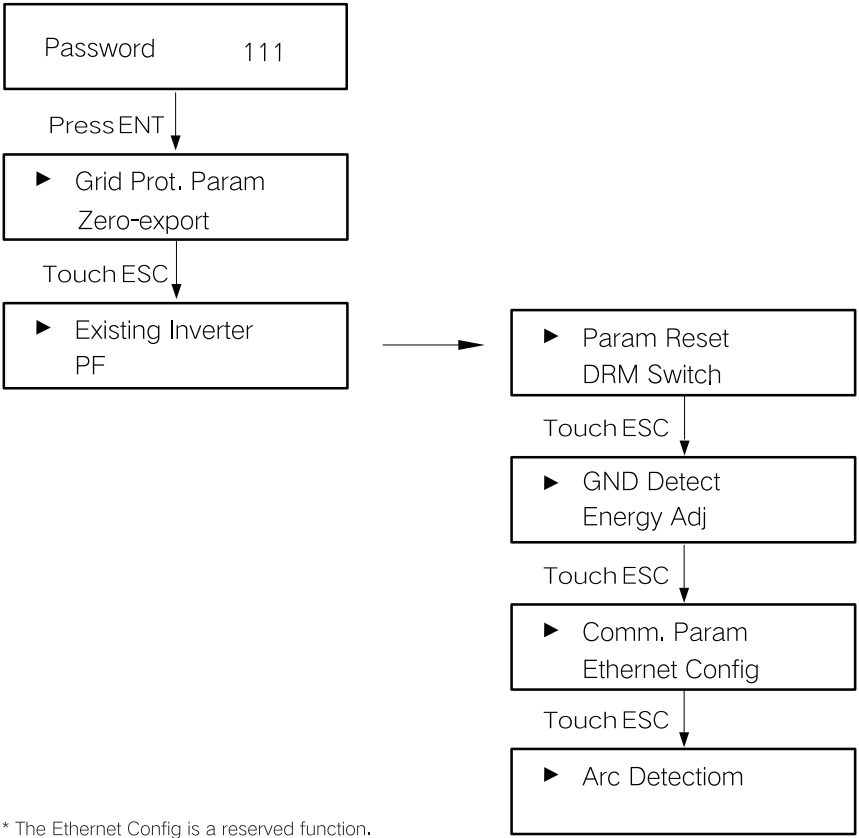 Password 111
Press ENT
► Grid Prot. Param
Zero-export
Touch ESC
► Existing Inverter
PF
► Param Reset
DRM Switch
Touch ESC
► GND Detect
Energy Adj
Touch ESC
► Comm. Param
Ethernet Config
Touch ESC
► Arc Detectiom
* The Ethernet Config is a reserved function.